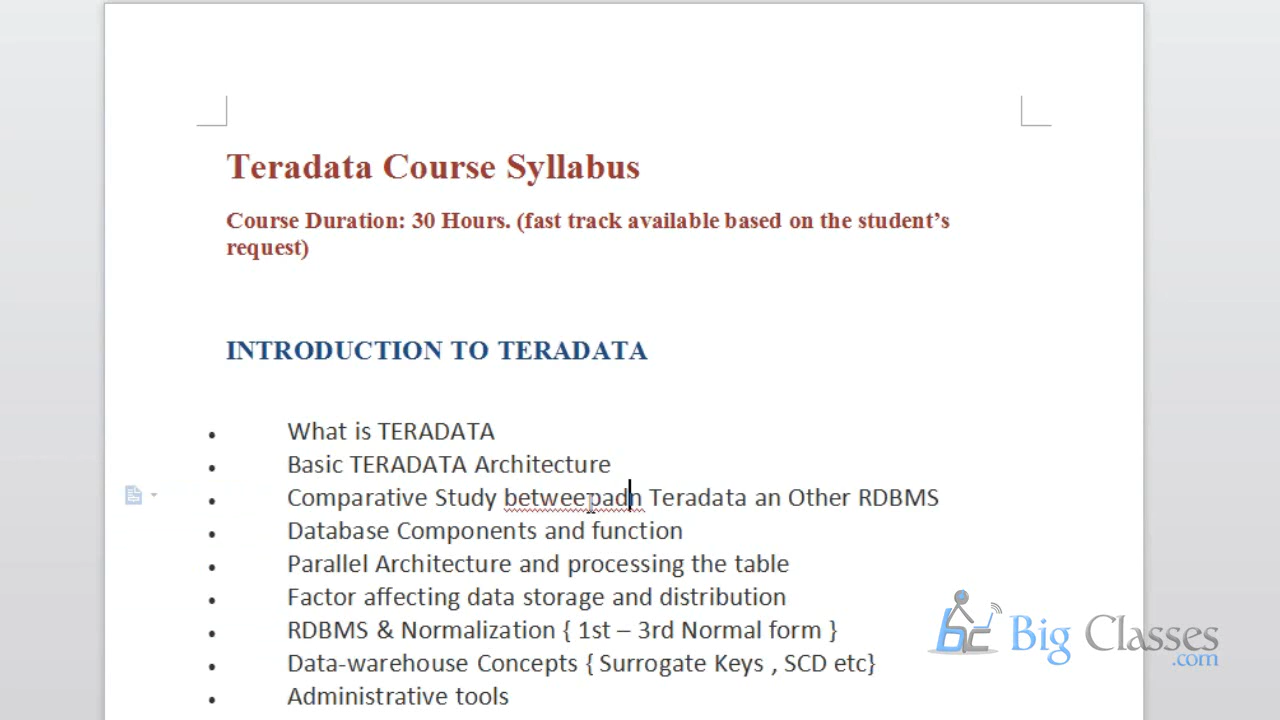 Teradata Course Syllabus
Course Duration: 30 Hours. (fast track available based on the student’s
request)
INTRODUCTION TO TERADATA
• What is TERADATA
• Basic TERADATA Architecture
• Comparative Study betweepadn Teradata an Other RDBMS
• Database Components and function
• Parallel Architecture and processing the table
• Factor affecting data storage and distribution
• RDBMS & Normalization { 1st – 3rd Normal form }
• Data-warehouse Concepts { Surrogate Keys , SCD etc}
• Administrative tools
bc Big Classes
.com